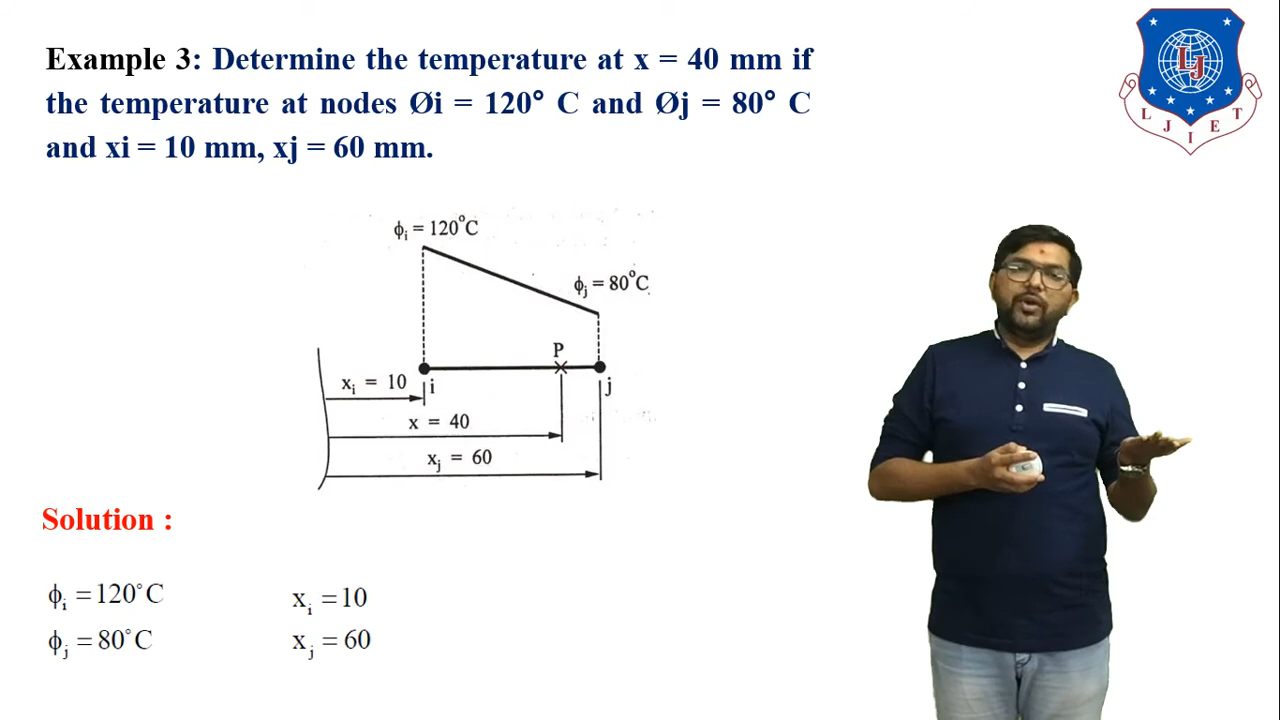 Example 3: Determine the temperature at x = 40 mm if
the temperature at nodes Øi = 120° C and Øj = 80° C
and xi = 10 mm, xj = 60 mm.
LJ
L J I E T
ϕi = 120°C
ϕj = 80°C
P
xi = 10
i
j
x = 40
xj = 60
Solution :
ϕi = 120°C xi = 10
ϕj = 80°C xj = 60